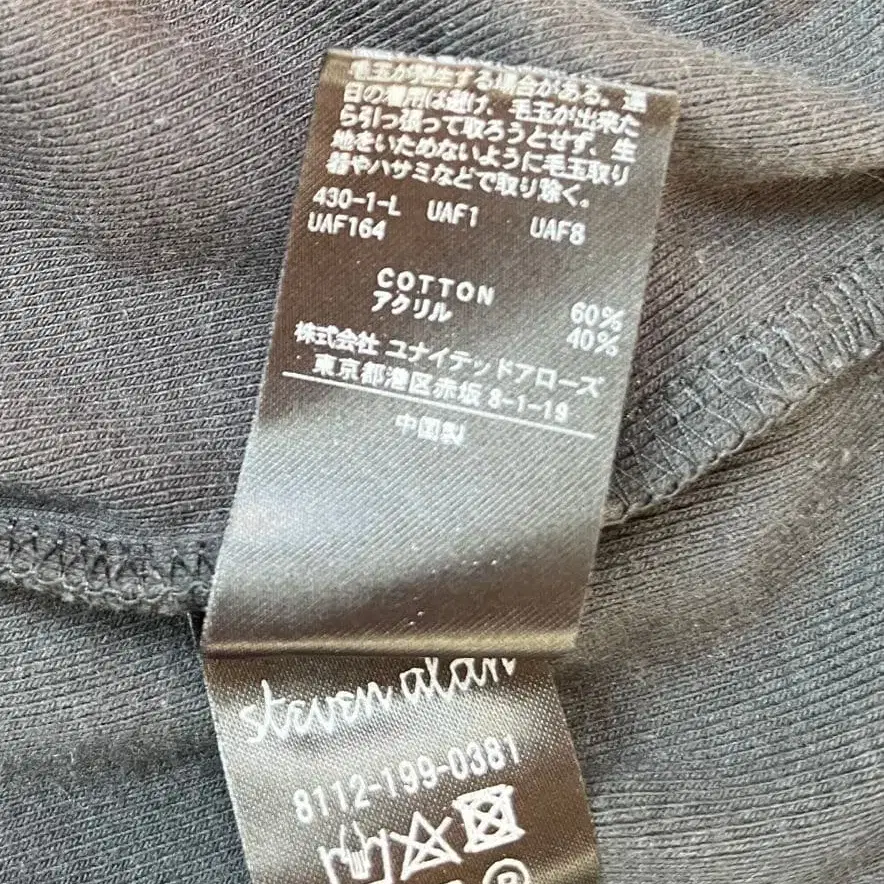 毛玉が発生する場合がある。連
日の着用は避け、毛玉が出来た
ら引っ張って取ろうとせず、生
地をいためないように毛玉取り
器やハサミなどで取り除く。
430-1-L UAF1 UAF8
UAF164
COTTON 60%
アクリル 40%
株式会社 ユナイテッドアローズ
東京都港区赤坂 8-1-19
中国製
steven alan
8112-199-0381
P